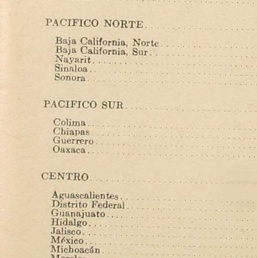 PACIFICO NORTE
Baja California, Norte
Baja California, Sur
Nayarit
Sinaloa
Sonora
PACIFICO SUR
Colima
Chiapas
Guerrero
Oaxaca
CENTRO
Aguascalientes
Distrito Federal
Guanajuato
Hidalgo
Jalisco
México
Michoacán